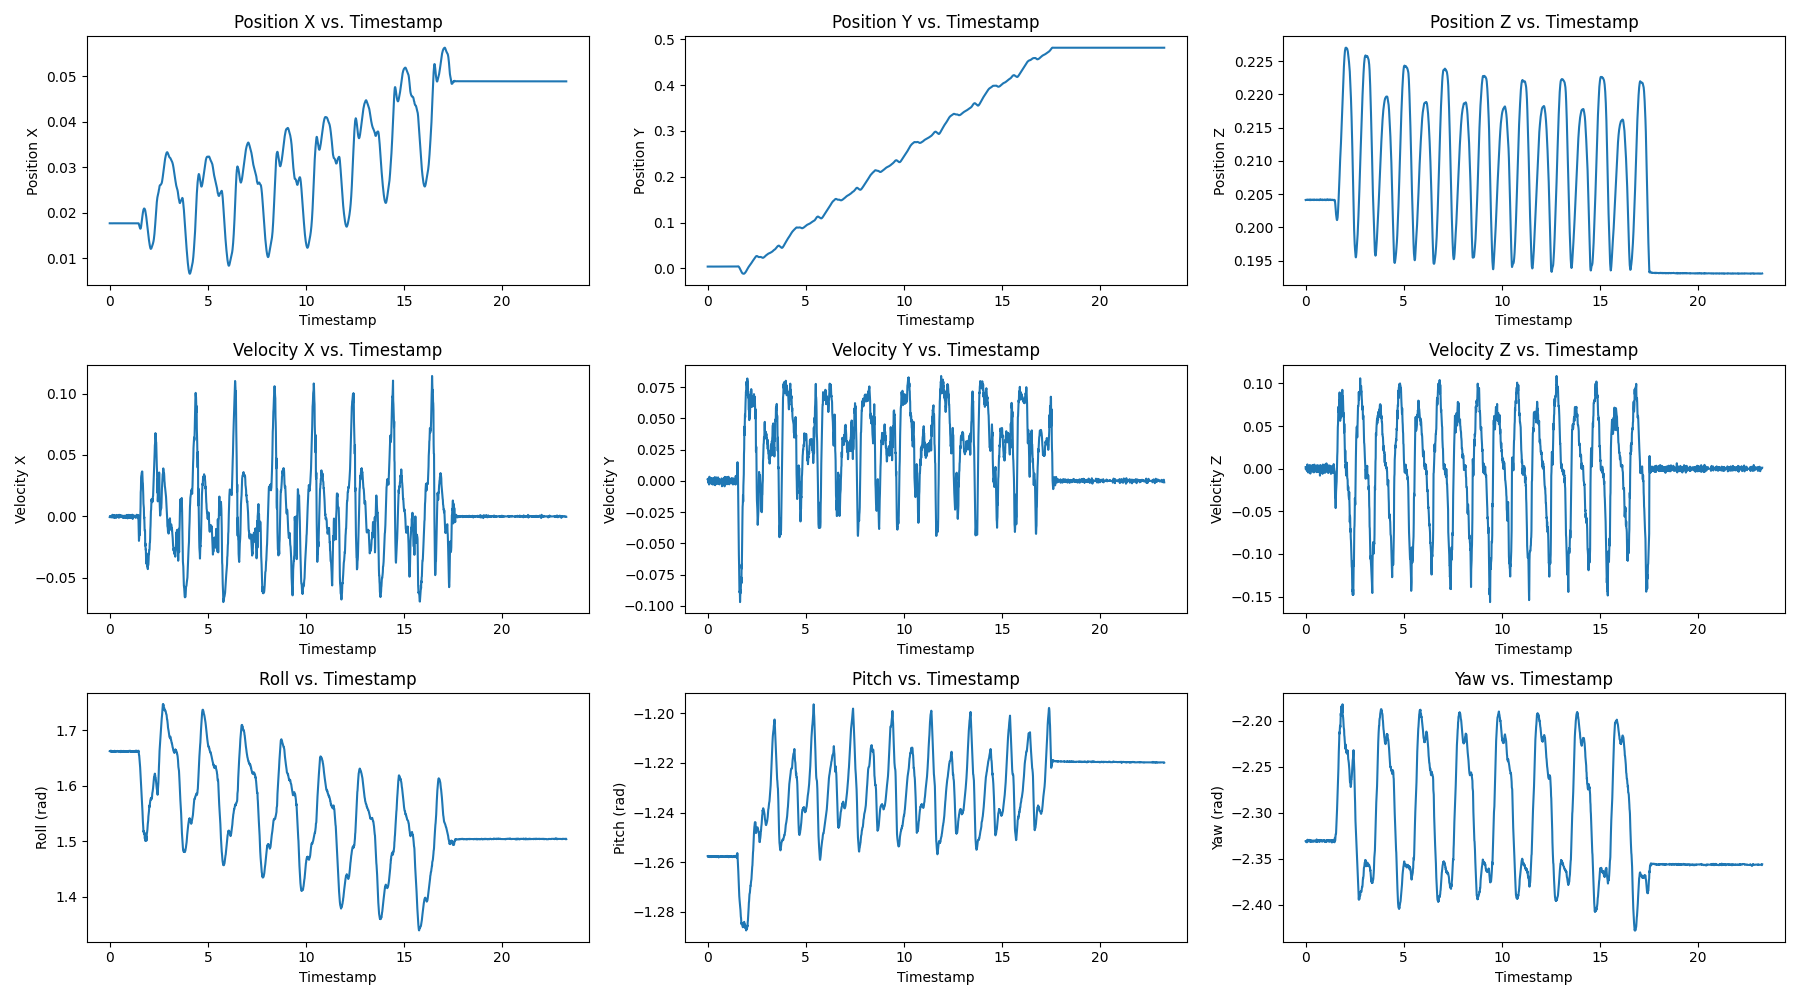 Position X vs. Timestamp
Position X
0.05
0.04
0.03
0.02
0.01
0 5 10 15 20
Timestamp
Position Y vs. Timestamp
Position Y
0.5
0.4
0.3
0.2
0.1
0.0
0 5 10 15 20
Timestamp
Position Z vs. Timestamp
Position Z
0.225
0.220
0.215
0.210
0.205
0.200
0.195
0 5 10 15 20
Timestamp
Velocity X vs. Timestamp
Velocity X
0.10
0.05
0.00
−0.05
0 5 10 15 20
Timestamp
Velocity Y vs. Timestamp
Velocity Y
0.075
0.050
0.025
0.000
−0.025
−0.050
−0.075
−0.100
0 5 10 15 20
Timestamp
Velocity Z vs. Timestamp
Velocity Z
0.10
0.05
0.00
−0.05
−0.10
−0.15
0 5 10 15 20
Timestamp
Roll vs. Timestamp
Roll (rad)
1.7
1.6
1.5
1.4
0 5 10 15 20
Timestamp
Pitch vs. Timestamp
Pitch (rad)
−1.20
−1.22
−1.24
−1.26
−1.28
0 5 10 15 20
Timestamp
Yaw vs. Timestamp
Yaw (rad)
−2.20
−2.25
−2.30
−2.35
−2.40
0 5 10 15 20
Timestamp